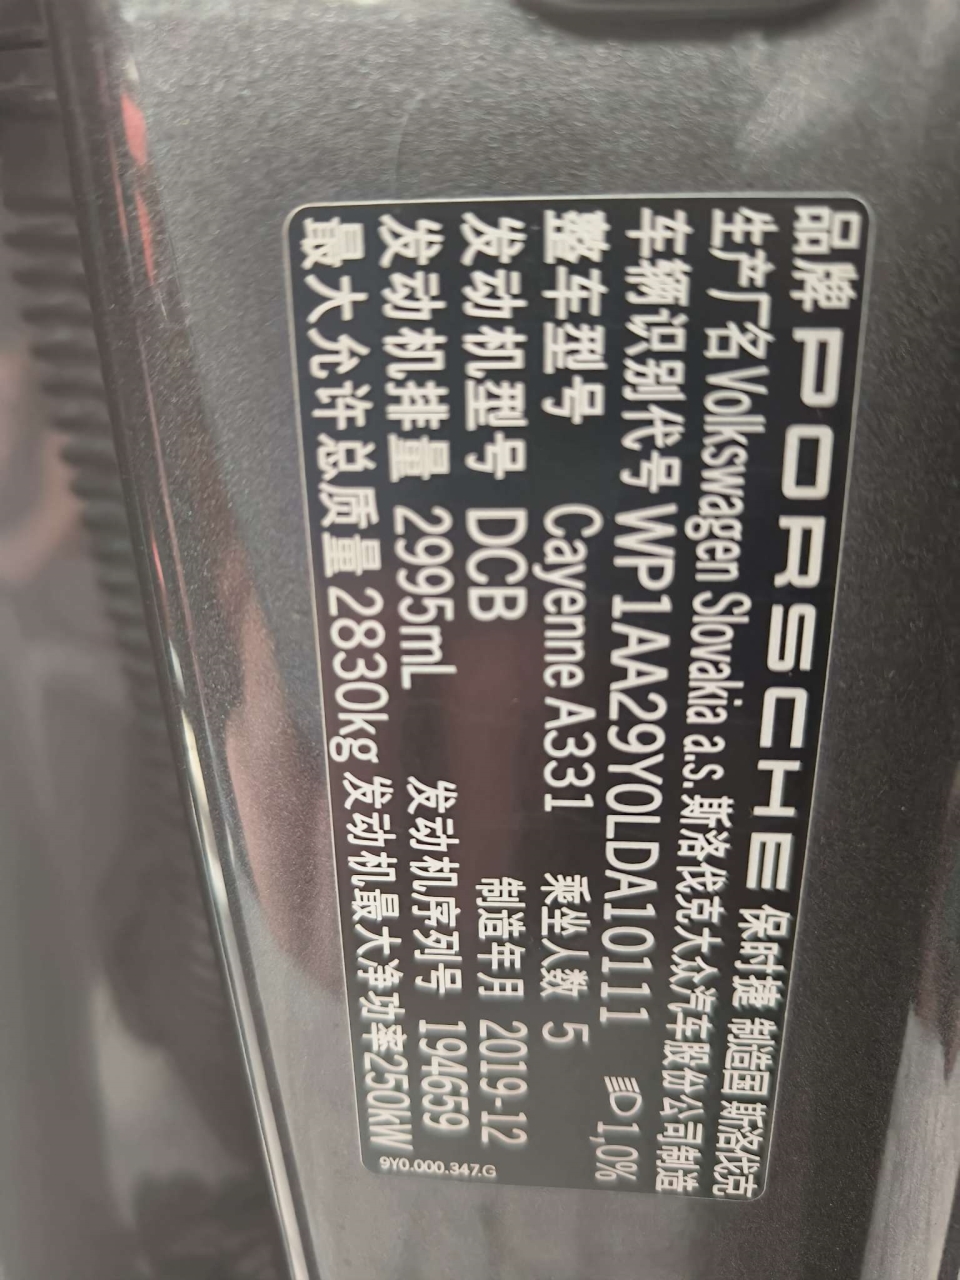 品牌 PORSCHE 保时捷 制造国 斯洛伐克
生产厂名 Volkswagen Slovakia a.s. 斯洛伐克大众汽车股份公司制造
车辆识别代号 WP1AA29Y0LDA10111 1,0%
整车型号 Cayenne A331 乘坐人数 5
发动机型号 DCB 制造年月 2019-12
发动机排量 2995mL 发动机序列号 194659
最大允许总质量 2830kg 发动机最大净功率250kW
9Y0.000.347.G